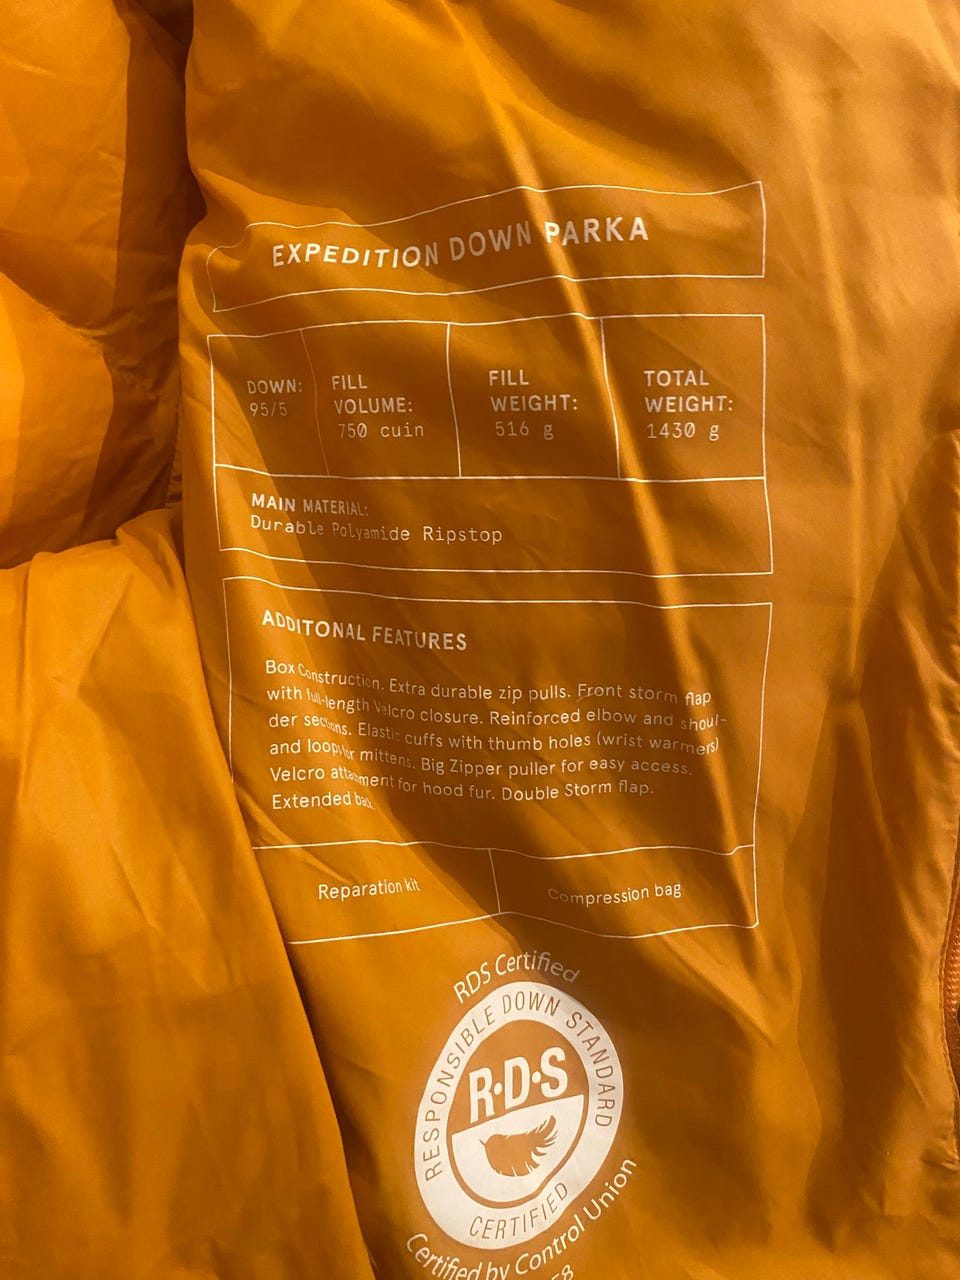 EXPEDITION DOWN PARKA
DOWN:
95/5
FILL
VOLUME:
750 cuin
FILL
WEIGHT:
516 g
TOTAL
WEIGHT:
1430 g
MAIN MATERIAL:
Durable Polyamide Ripstop
ADDITONAL FEATURES
Box Construction. Extra durable zip pulls. Front storm flap
with full-length Velcro closure. Reinforced elbow and shoul-
der sections. Elastic cuffs with thumb holes (wrist warmers)
and loops for mittens. Big Zipper puller for easy access.
Velcro attachment for hood fur. Double Storm flap.
Extended back.
Reparation kit
Compression bag
RDS Certified
RESPONSIBLE DOWN STANDARD
R·D·S
CERTIFIED
Certified by Control Union